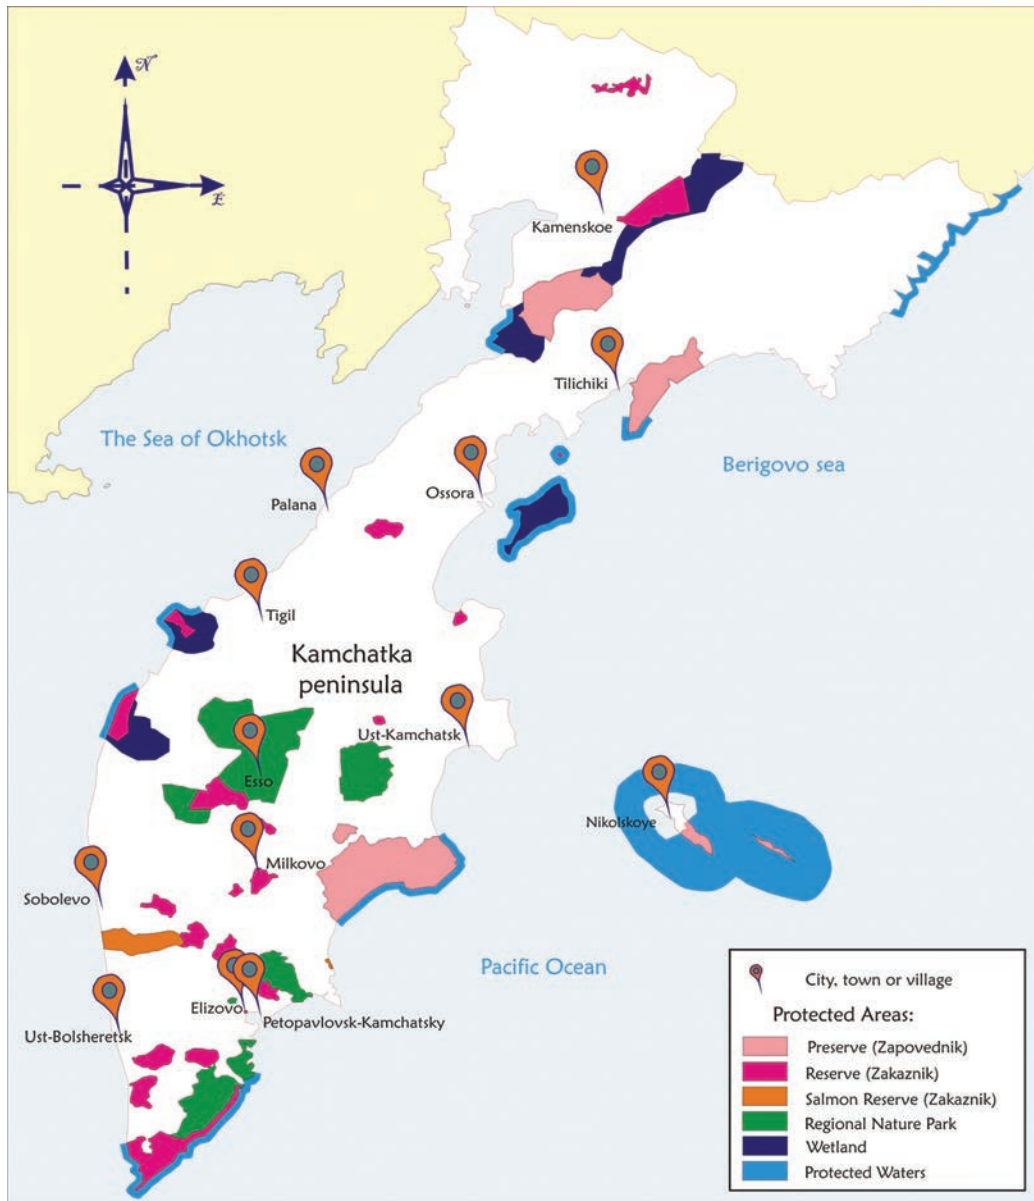 N
E
Kamenskoe
Tilichiki
The Sea of Okhotsk
Berigovo sea
Palana
Ossora
Tigil
Kamchatka
peninsula
Ust-Kamchatsk
Esso
Nikolskoye
Milkovo
Sobolevo
Pacific Ocean
Elizovo
Petopavlovsk-Kamchatsky
Ust-Bolsheretsk
City, town or village
Protected Areas:
Preserve (Zapovednik)
Reserve (Zakaznik)
Salmon Reserve (Zakaznik)
Regional Nature Park
Wetland
Protected Waters